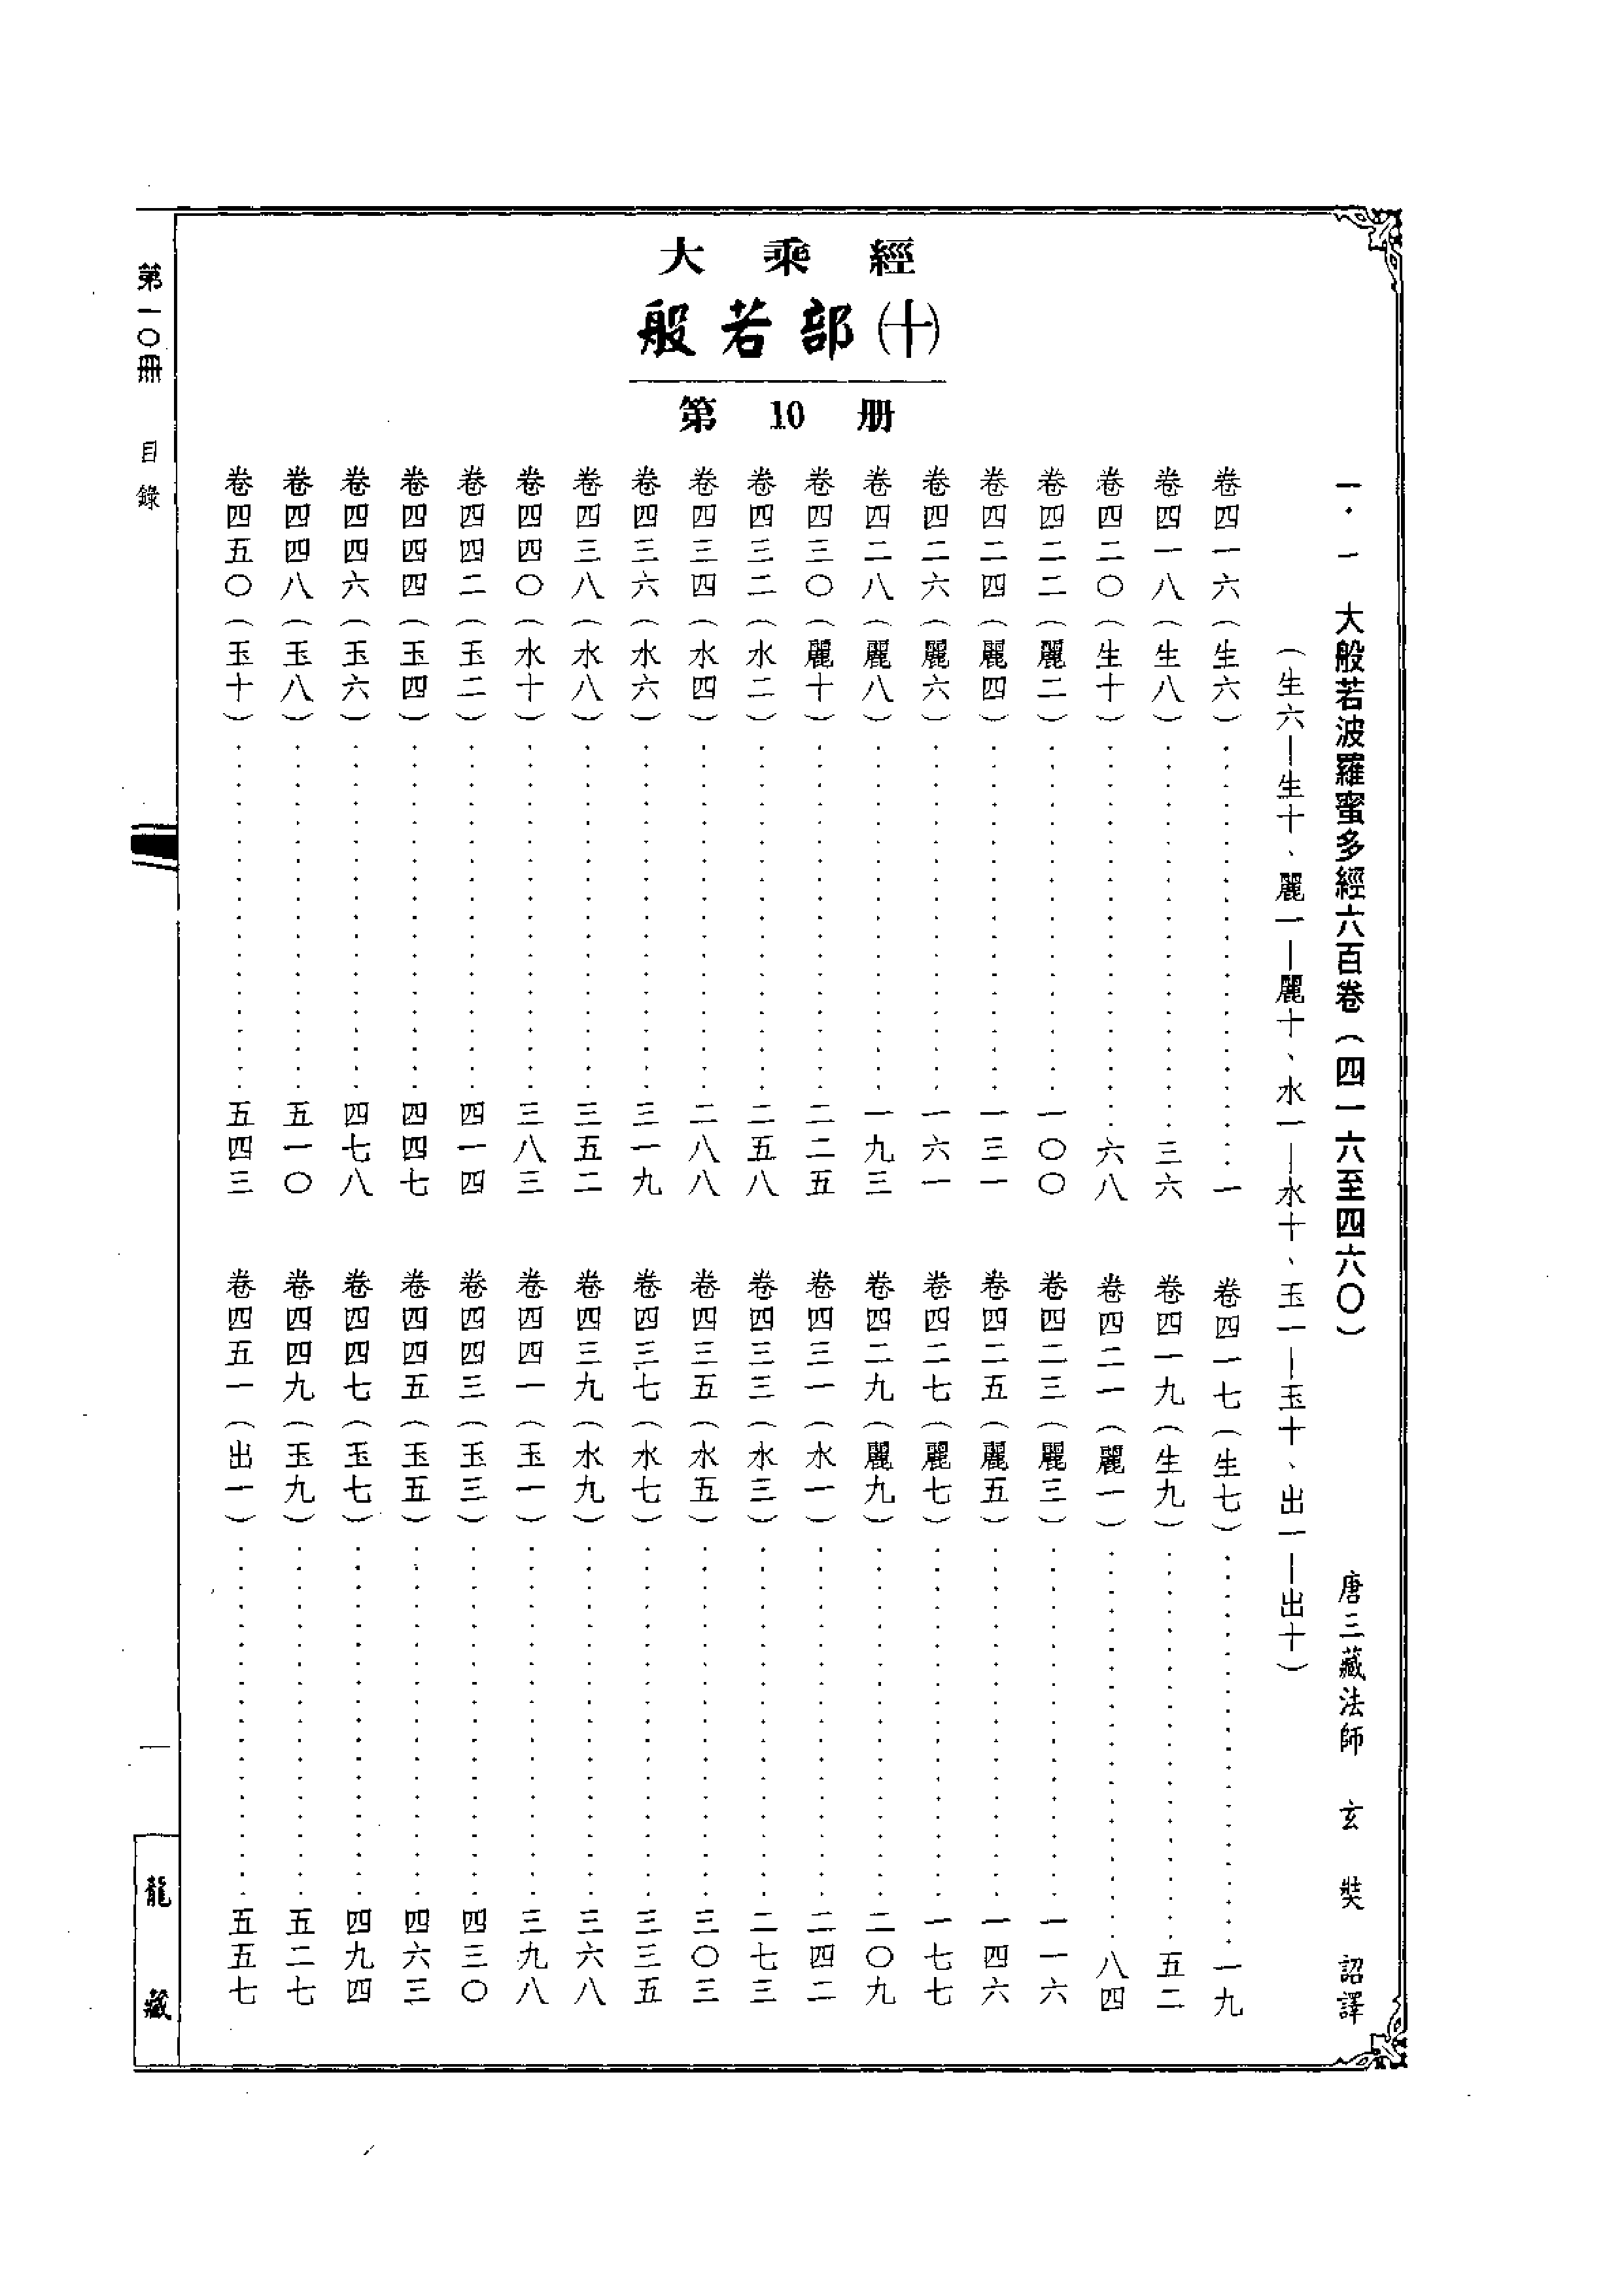 大乘經
般若部(十)
第10册
一·一 大般若波羅蜜多經六百卷(四一六至四六〇) 唐三藏法師 玄奘 詔譯
(生六—生十、麗一—麗十、水一—水十、玉一—玉十、出一—出十)
卷四一六(生六)……一 卷四一七(生七)……一九
卷四一八(生八)……三六 卷四一九(生九)……五二
卷四二〇(生十)……六八 卷四二一(麗一)……八四
卷四二二(麗二)……一〇〇 卷四二三(麗三)……一一六
卷四二四(麗四)……一三一 卷四二五(麗五)……一四六
卷四二六(麗六)……一六一 卷四二七(麗七)……一七七
卷四二八(麗八)……一九三 卷四二九(麗九)……二〇九
卷四三〇(麗十)……二二五 卷四三一(水一)……二四二
卷四三二(水二)……二五八 卷四三三(水三)……二七三
卷四三四(水四)……二八八 卷四三五(水五)……三〇三
卷四三六(水六)……三一九 卷四三七(水七)……三三五
卷四三八(水八)……三五二 卷四三九(水九)……三六八
卷四四〇(水十)……三八三 卷四四一(玉一)……三九八
卷四四二(玉二)……四一四 卷四四三(玉三)……四三〇
卷四四四(玉四)……四四七 卷四四五(玉五)……四六三
卷四四六(玉六)……四七八 卷四四七(玉七)……四九四
卷四四八(玉八)……五一〇 卷四四九(玉九)……五二七
卷四五〇(玉十)……五四三 卷四五一(出一)……五五七
第一〇冊 目錄 一 龍藏